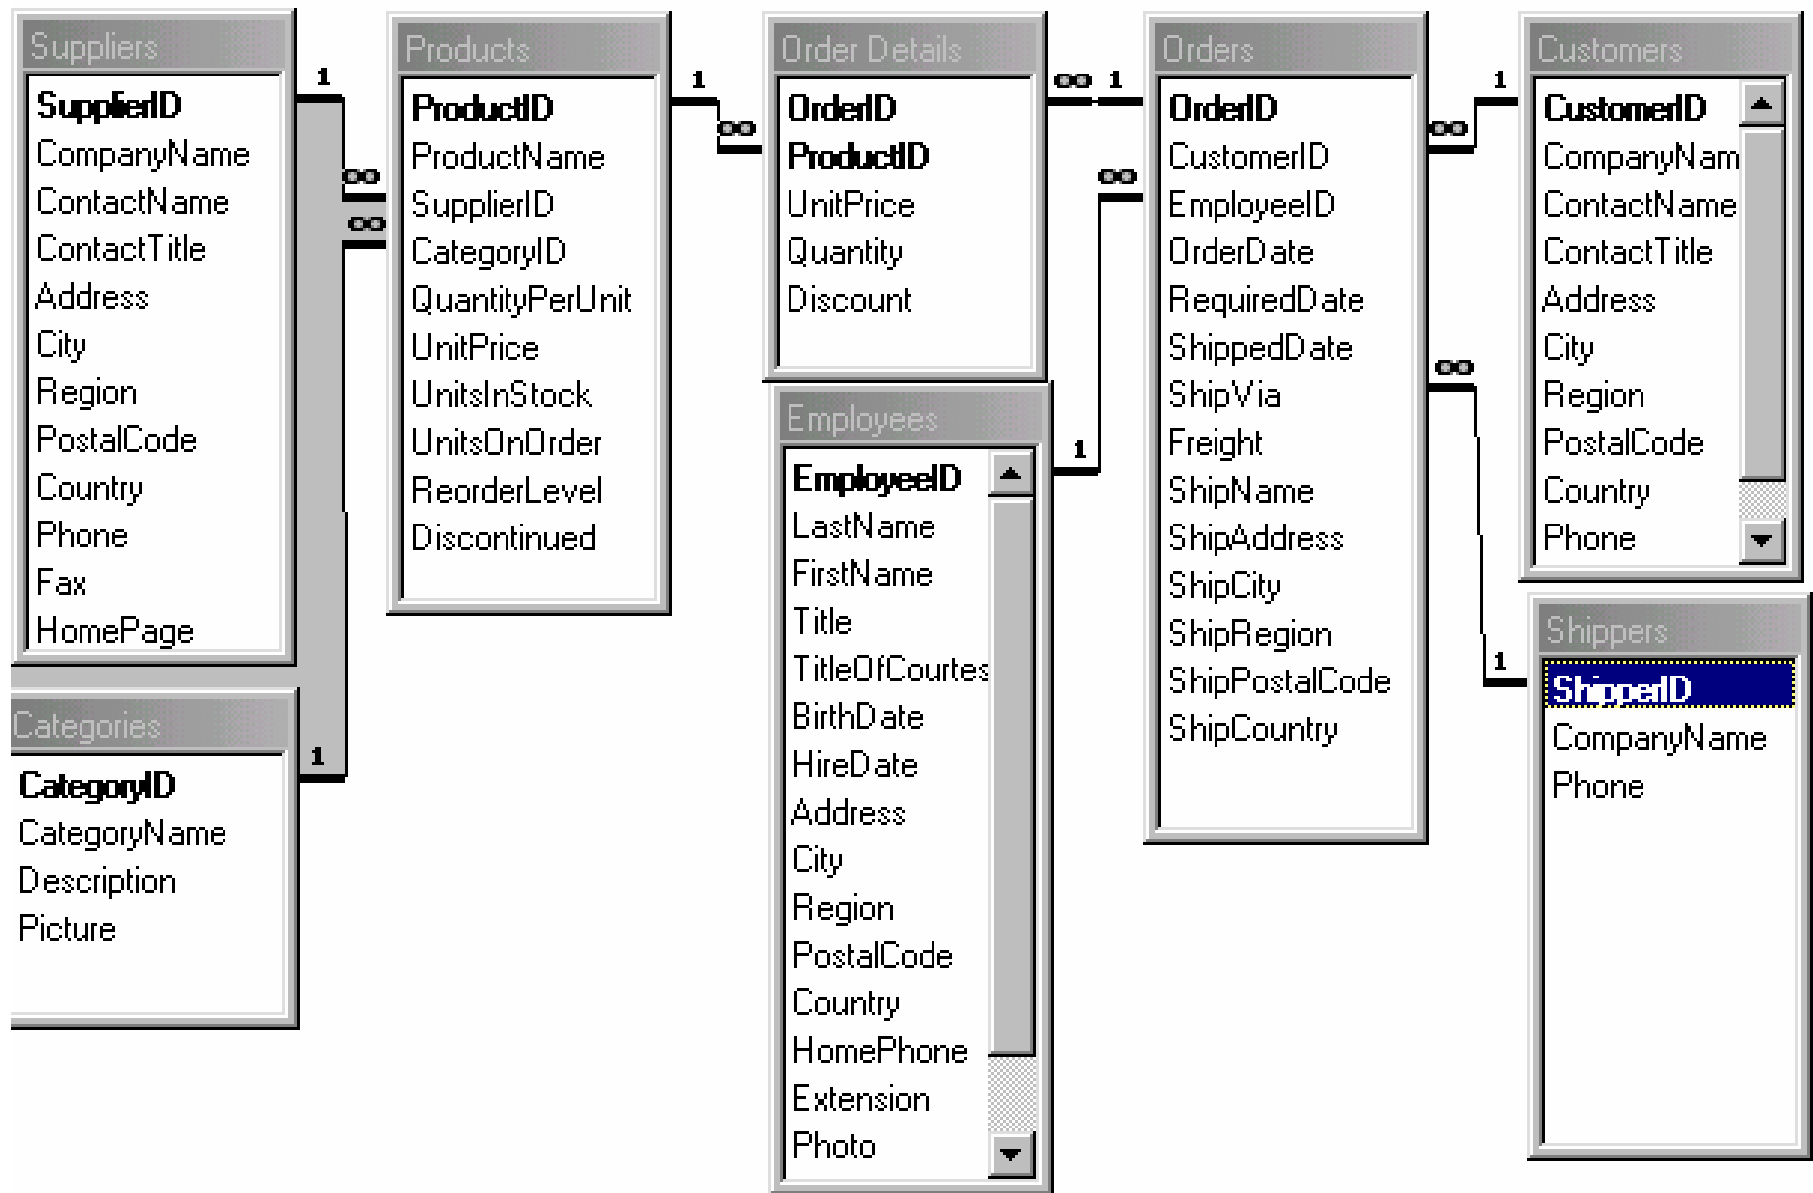 Suppliers
SupplierID
CompanyName
ContactName
ContactTitle
Address
City
Region
PostalCode
Country
Phone
Fax
HomePage
Categories
CategoryID
CategoryName
Description
Picture
1
1
∞
∞
Products
ProductID
ProductName
SupplierID
CategoryID
QuantityPerUnit
UnitPrice
UnitsInStock
UnitsOnOrder
ReorderLevel
Discontinued
1
∞
Order Details
OrderID
ProductID
UnitPrice
Quantity
Discount
Employees
EmployeeID
LastName
FirstName
Title
TitleOfCourtes
BirthDate
HireDate
Address
City
Region
PostalCode
Country
HomePhone
Extension
Photo
∞ 1
∞
1
Orders
OrderID
CustomerID
EmployeeID
OrderDate
RequiredDate
ShippedDate
ShipVia
Freight
ShipName
ShipAddress
ShipCity
ShipRegion
ShipPostalCode
ShipCountry
1
∞
∞
1
Customers
CustomerID
CompanyNam
ContactName
ContactTitle
Address
City
Region
PostalCode
Country
Phone
Shippers
ShipperID
CompanyName
Phone